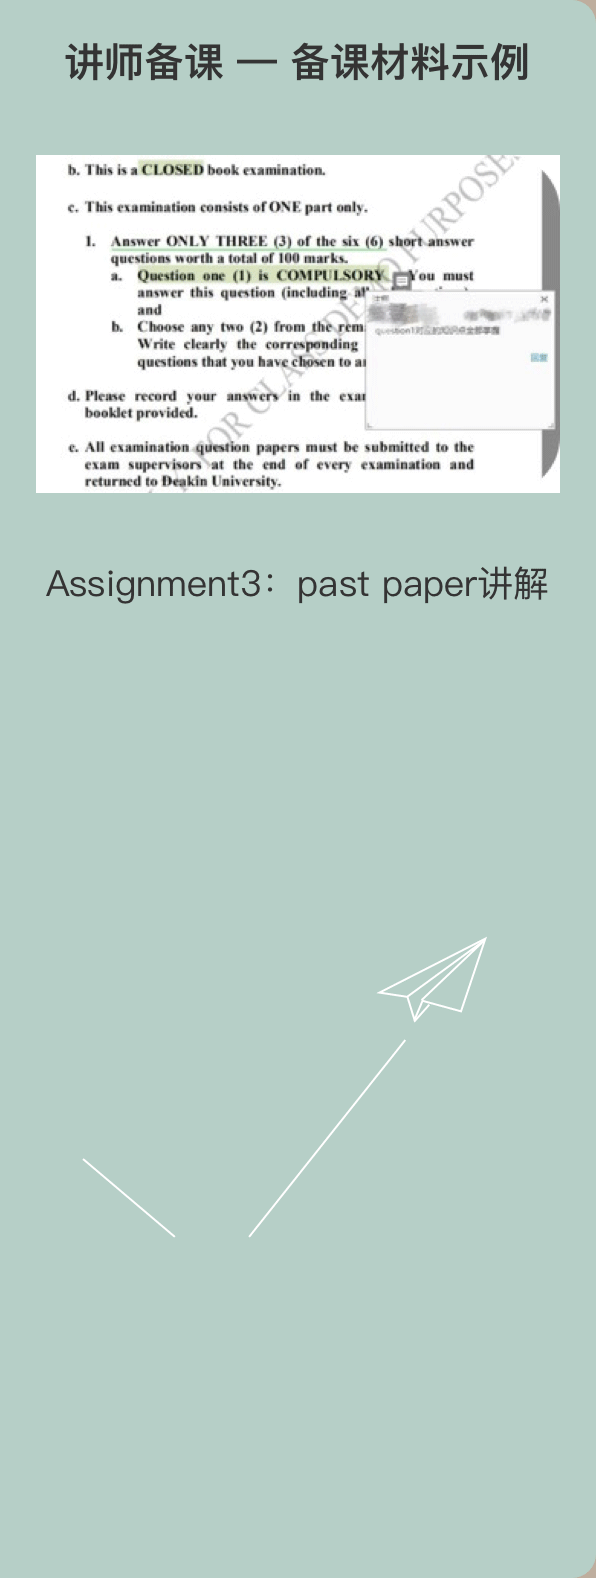 讲师备课 — 备课材料示例
b. This is a CLOSED book examination.
c. This examination consists of ONE part only.
1. Answer ONLY THREE (3) of the six (6) short answer
questions worth a total of 100 marks.
a. Question one (1) is COMPULSORY. You must
answer this question (including
and
b. Choose any two (2) from the rem
Write clearly the corresponding
questions that you have chosen to a
d. Please record your answers in the exa
booklet provided.
e. All examination question papers must be submitted to the
exam supervisors at the end of every examination and
returned to Deakin University.
FOR CLASS DEMO PURPOSE
question1对应的知识点全部掌握
回复
Assignment3：past paper讲解